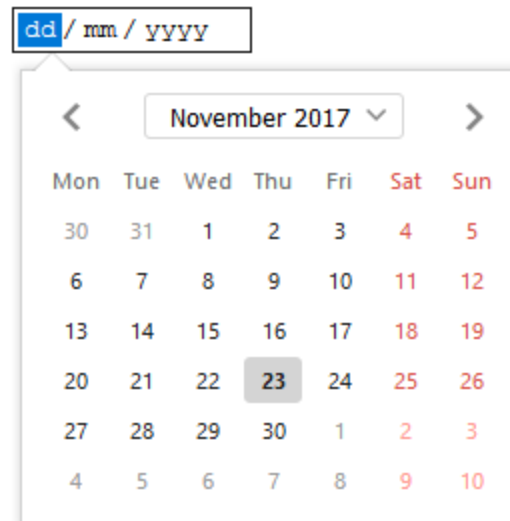 dd / mm / yyyy
November 2017
Mon Tue Wed Thu Fri Sat Sun
30 31 1 2 3 4 5
6 7 8 9 10 11 12
13 14 15 16 17 18 19
20 21 22 23 24 25 26
27 28 29 30 1 2 3
4 5 6 7 8 9 10